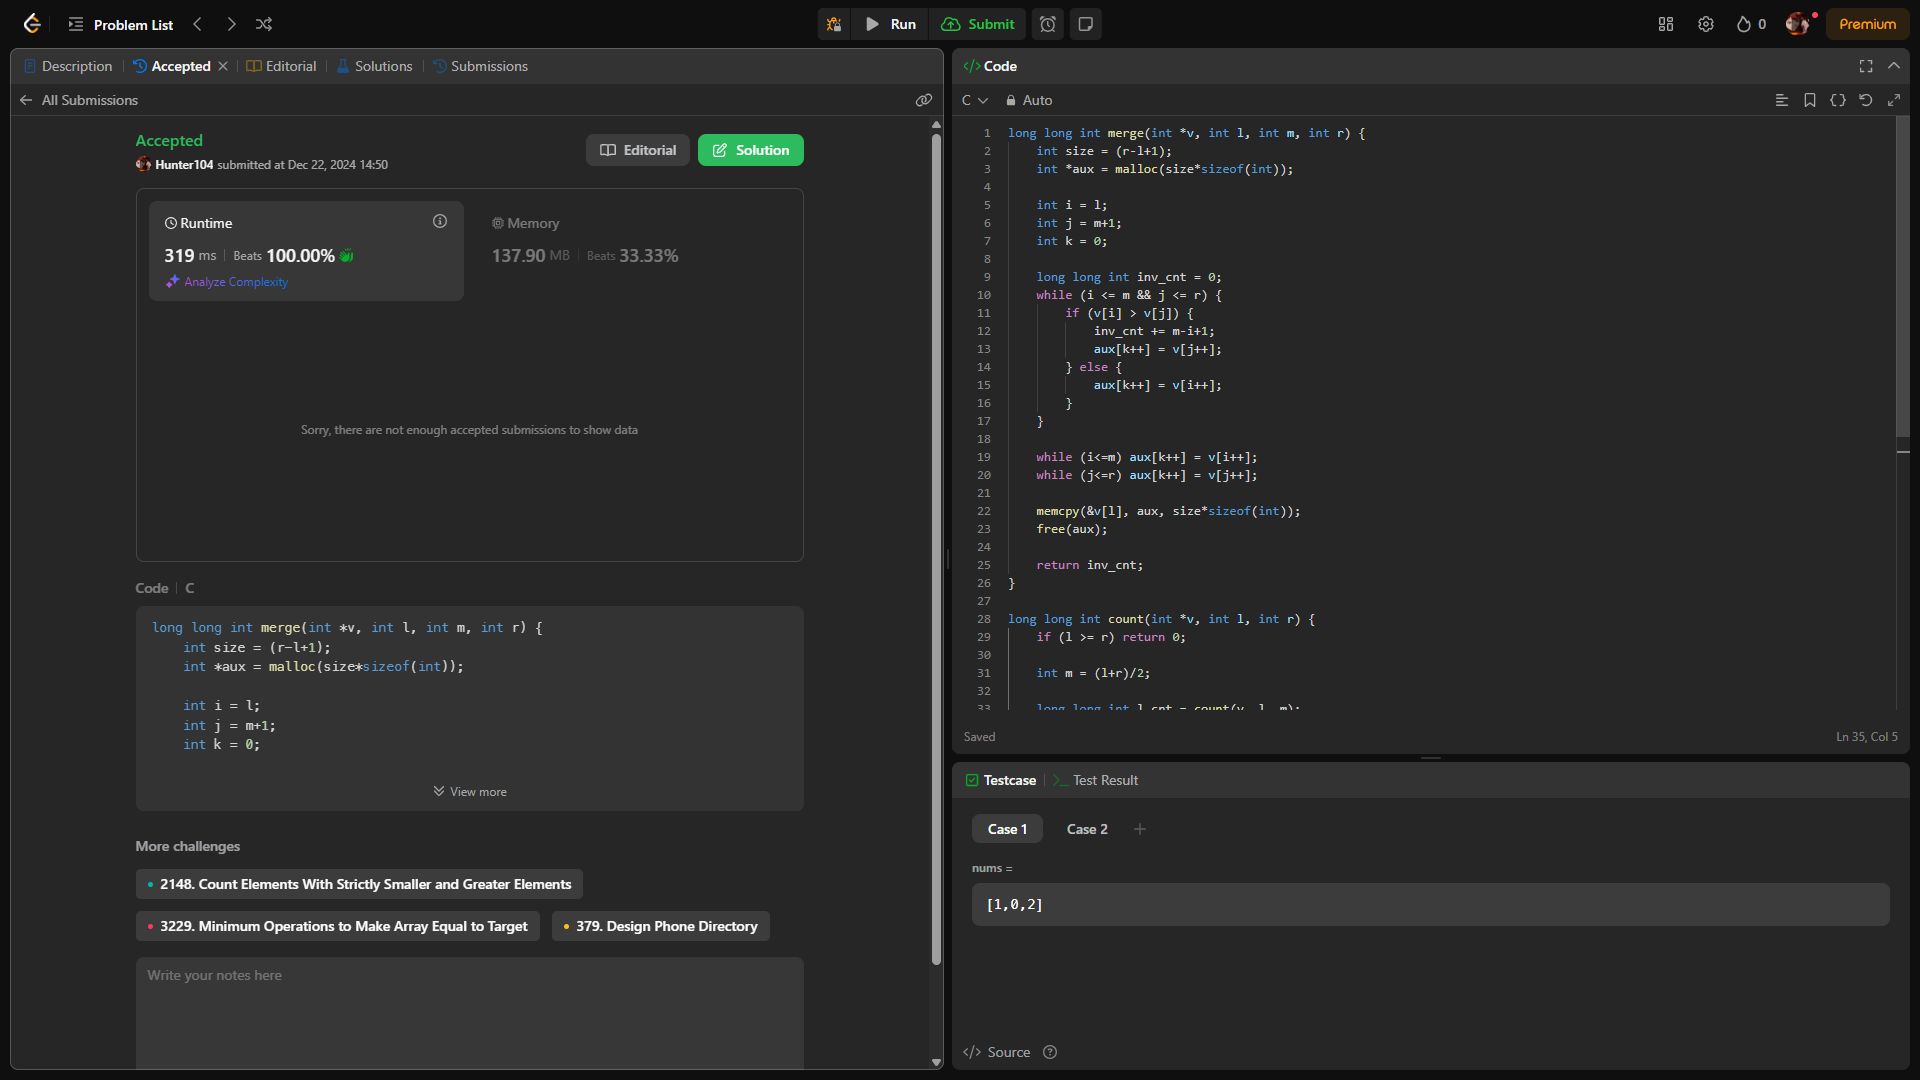 Problem List
Run
Submit
0
Premium
Description
Accepted
Editorial
Solutions
Submissions
All Submissions
Accepted
Hunter104 submitted at Dec 22, 2024 14:50
Editorial
Solution
Runtime
319 ms | Beats 100.00%
Analyze Complexity
Memory
137.90 MB | Beats 33.33%
Sorry, there are not enough accepted submissions to show data
Code | C
long long int merge(int *v, int l, int m, int r) {
    int size = (r-l+1);
    int *aux = malloc(size*sizeof(int));

    int i = l;
    int j = m+1;
    int k = 0;
View more
More challenges
2148. Count Elements With Strictly Smaller and Greater Elements
3229. Minimum Operations to Make Array Equal to Target
379. Design Phone Directory
Write your notes here
</> Code
C
Auto
1 long long int merge(int *v, int l, int m, int r) {
2     int size = (r-l+1);
3     int *aux = malloc(size*sizeof(int));
4
5     int i = l;
6     int j = m+1;
7     int k = 0;
8
9     long long int inv_cnt = 0;
10     while (i <= m && j <= r) {
11         if (v[i] > v[j]) {
12             inv_cnt += m-i+1;
13             aux[k++] = v[j++];
14         } else {
15             aux[k++] = v[i++];
16         }
17     }
18
19     while (i<=m) aux[k++] = v[i++];
20     while (j<=r) aux[k++] = v[j++];
21
22     memcpy(&v[l], aux, size*sizeof(int));
23     free(aux);
24
25     return inv_cnt;
26 }
27
28 long long int count(int *v, int l, int r) {
29     if (l >= r) return 0;
30
31     int m = (l+r)/2;
32
33     long long int l_cnt = count(v, l, m);
Saved
Ln 35, Col 5
Testcase
Test Result
Case 1
Case 2
nums =
[1,0,2]
</> Source